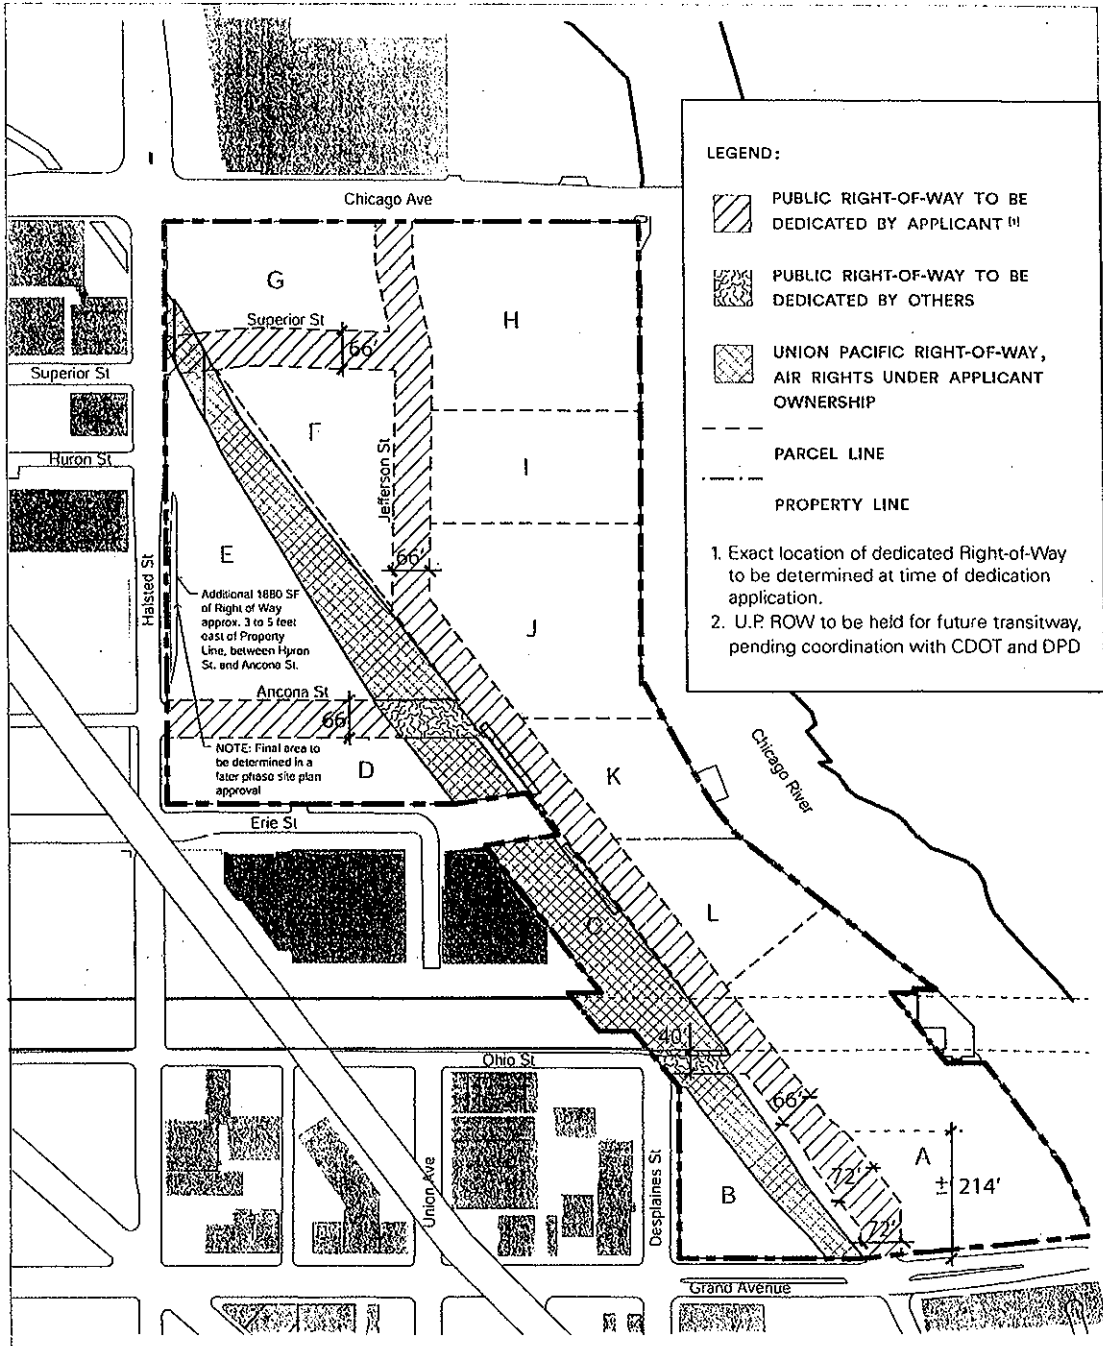 Chicago Ave
LEGEND:
PUBLIC RIGHT-OF-WAY TO BE
DEDICATED BY APPLICANT [1]
PUBLIC RIGHT-OF-WAY TO BE
DEDICATED BY OTHERS
UNION PACIFIC RIGHT-OF-WAY,
AIR RIGHTS UNDER APPLICANT
OWNERSHIP
PARCEL LINE
PROPERTY LINE
1. Exact location of dedicated Right-of-Way
to be determined at time of dedication
application.
2. U.P. ROW to be held for future transitway,
pending coordination with CDOT and DPD
G
H
Superior St
66'
Superior St
F
Huron St
I
Jefferson St
E
66'
Halsted St
Additional 1880 SF
of Right of Way
approx. 3 to 5 feet
east of Property
Line, between Huron
St. and Ancona St.
J
Ancona St
66'
NOTE: Final area to
be determined in a
later phase site plan
approval
D
K
Chicago River
Erie St
L
C
40'
Ohio St
66'
A
72'
± 214'
B
Union Ave
Desplaines St
72'
Grand Avenue